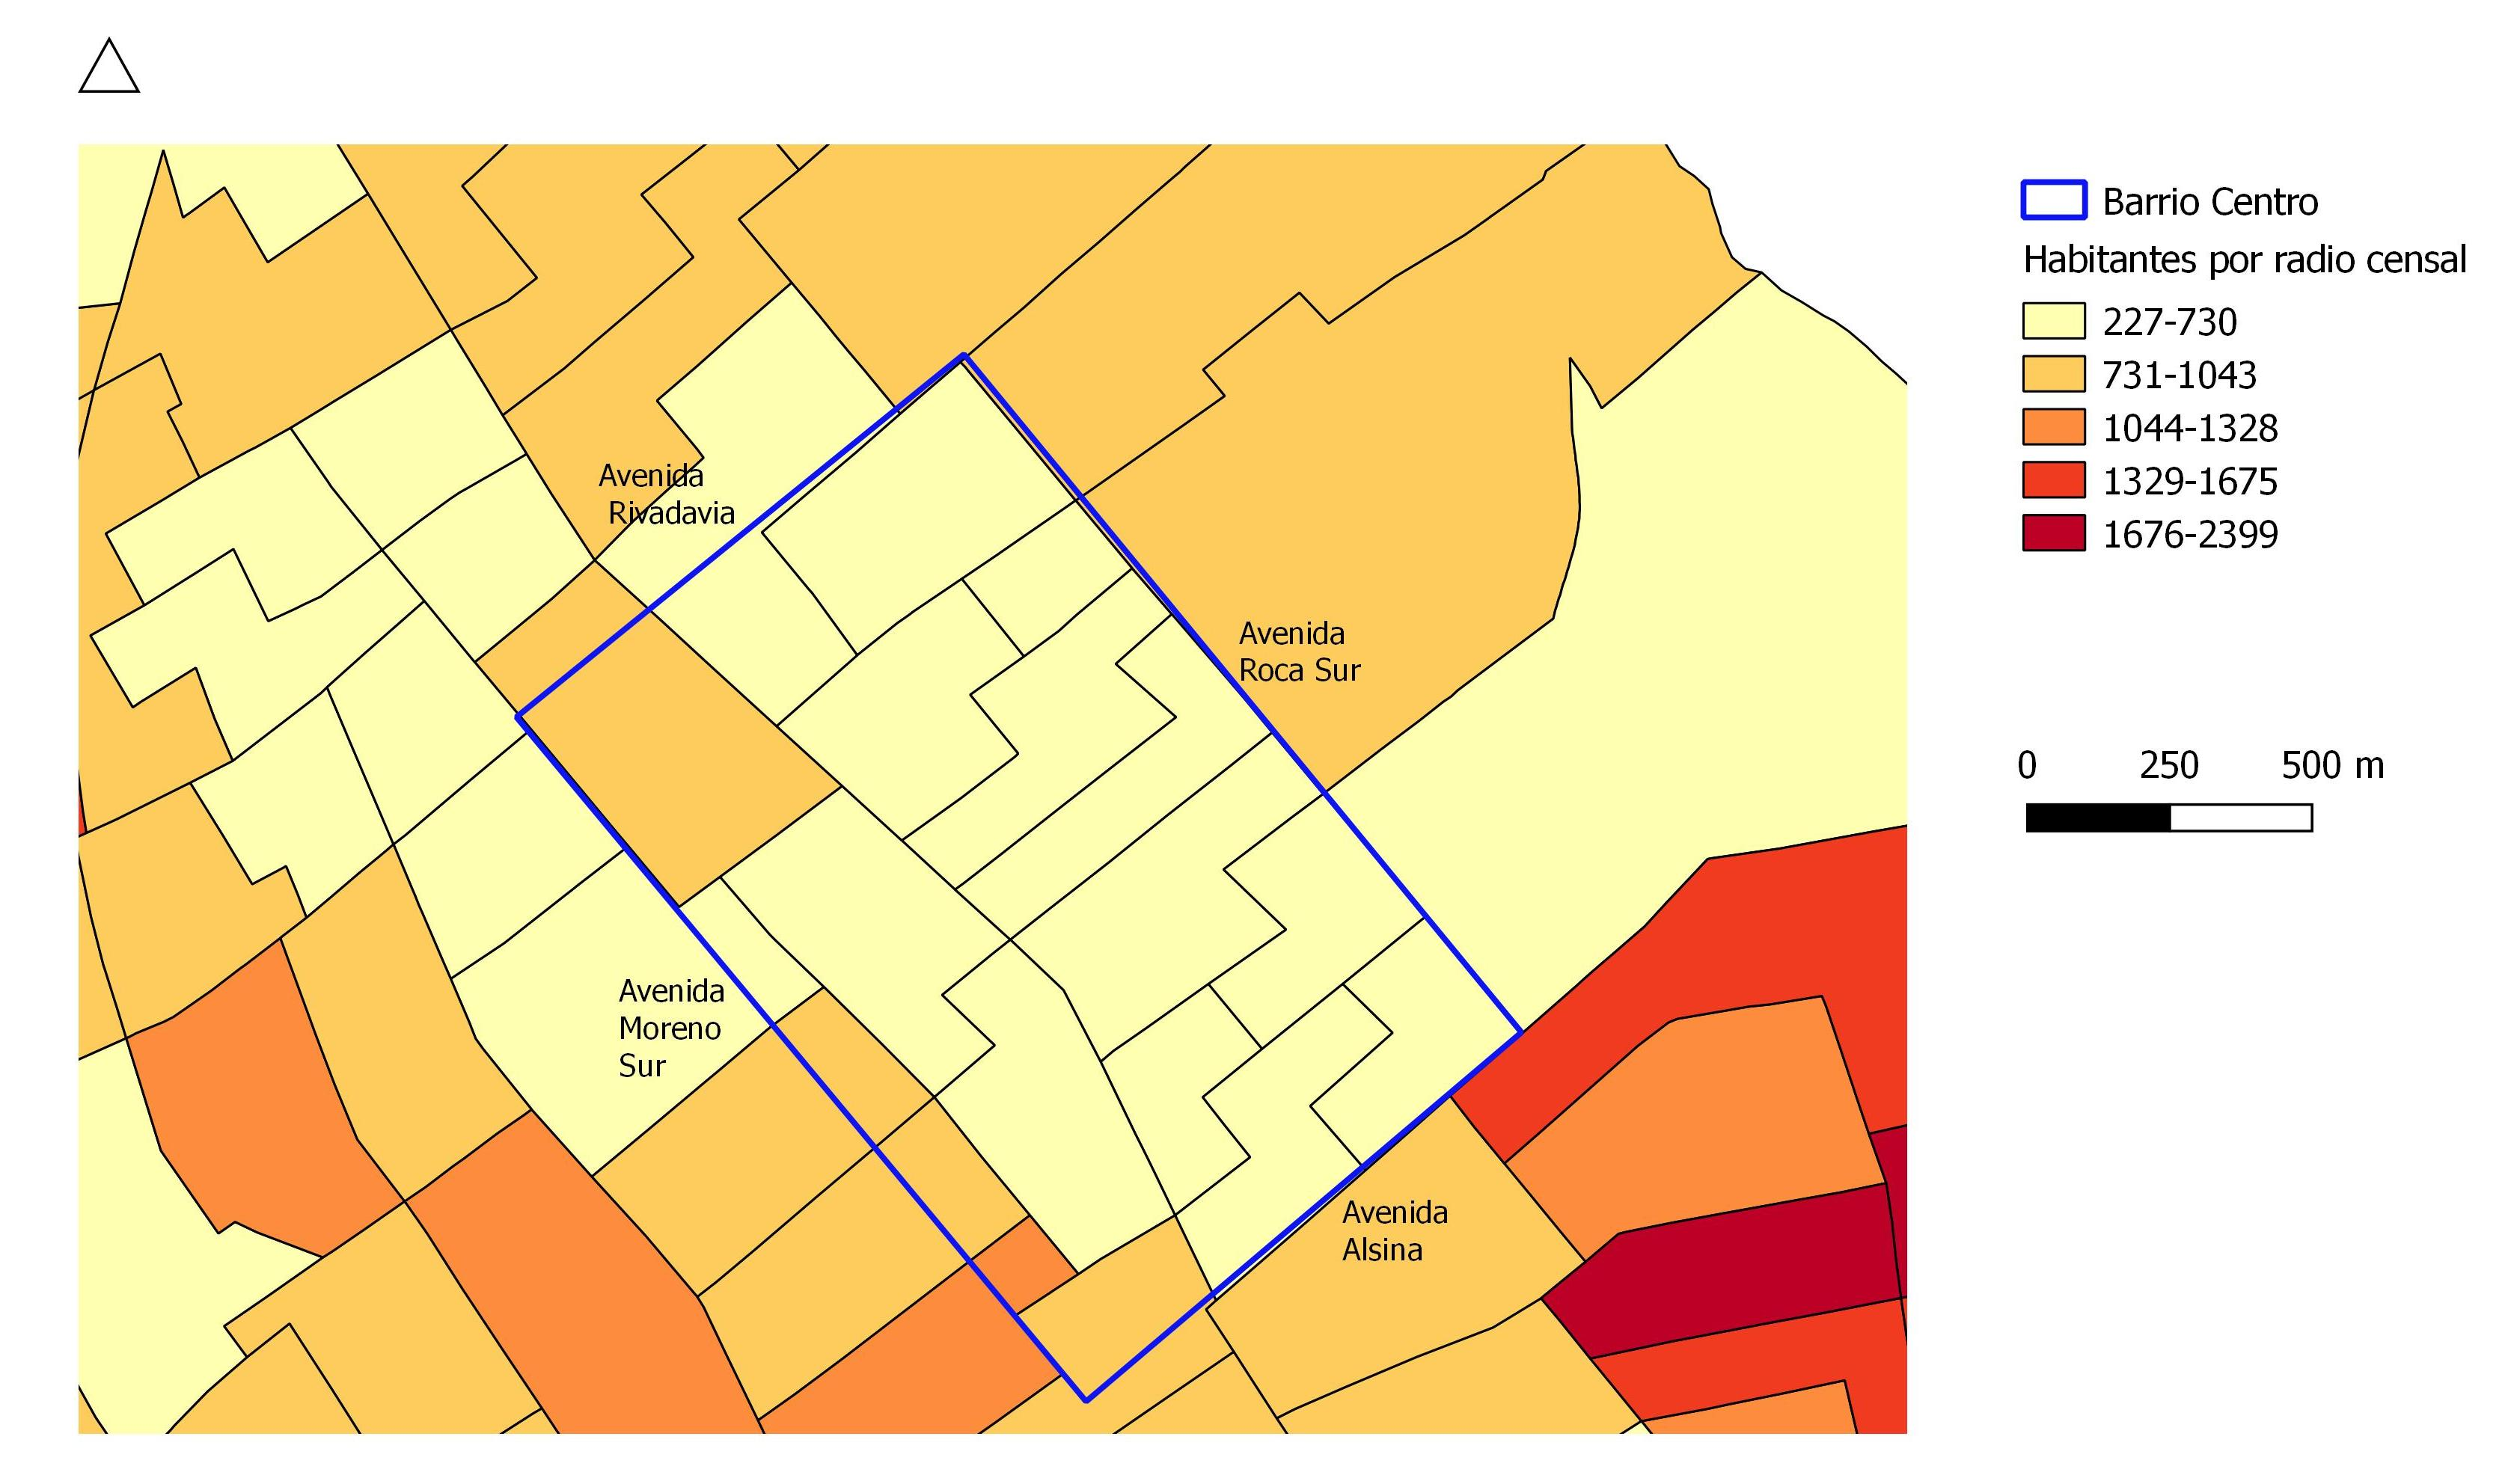 Avenida
Rivadavia
Avenida
Roca Sur
Avenida
Moreno
Sur
Avenida
Alsina
Barrio Centro
Habitantes por radio censal
227-730
731-1043
1044-1328
1329-1675
1676-2399
0 250 500 m